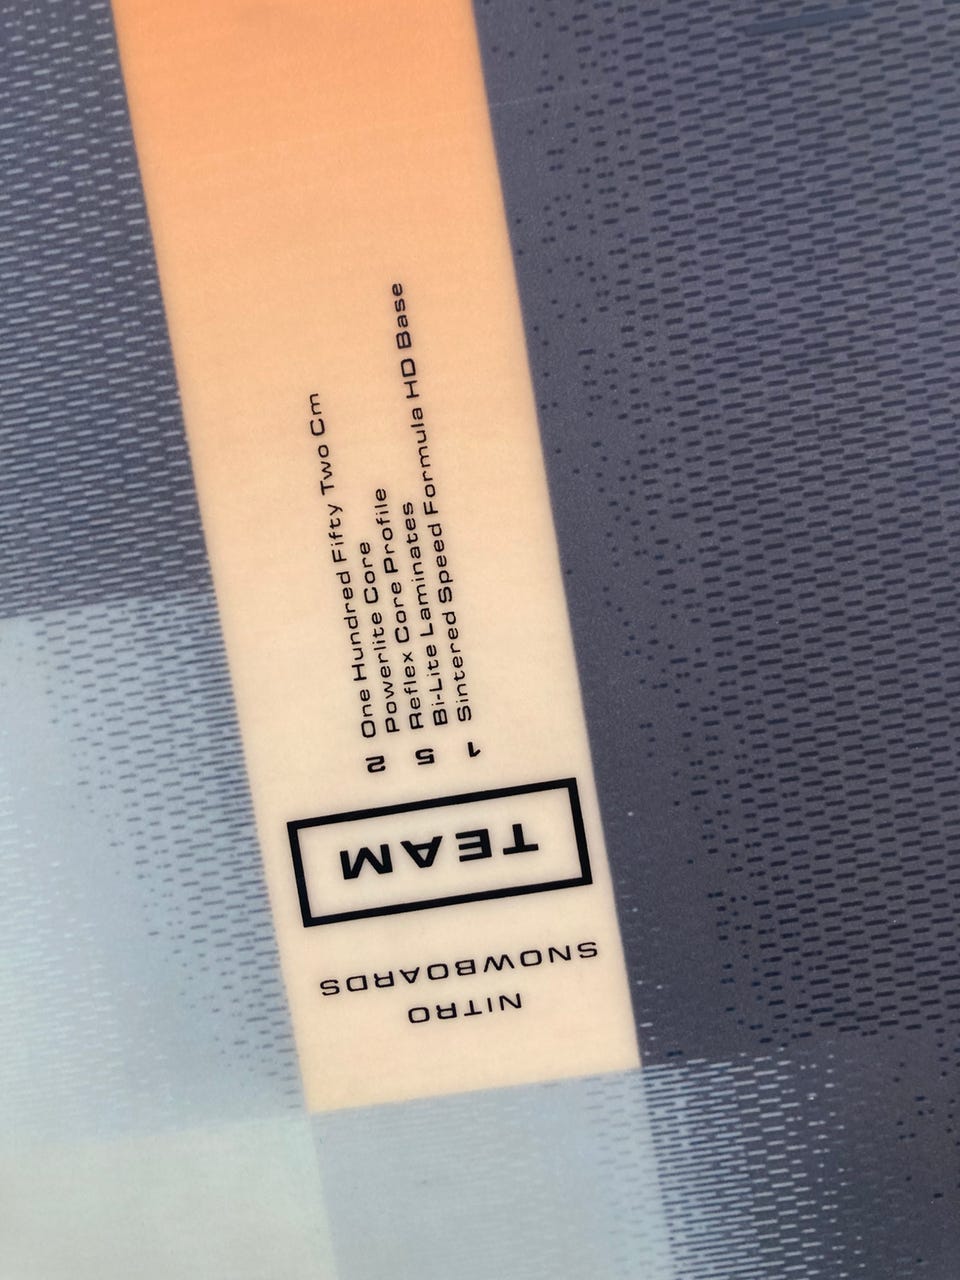 NITRO
SNOWBOARDS
TEAM
1 5 2
One Hundred Fifty Two Cm
Powerlite Core
Reflex Core Profile
Bi-Lite Laminates
Sintered Speed Formula HD Base